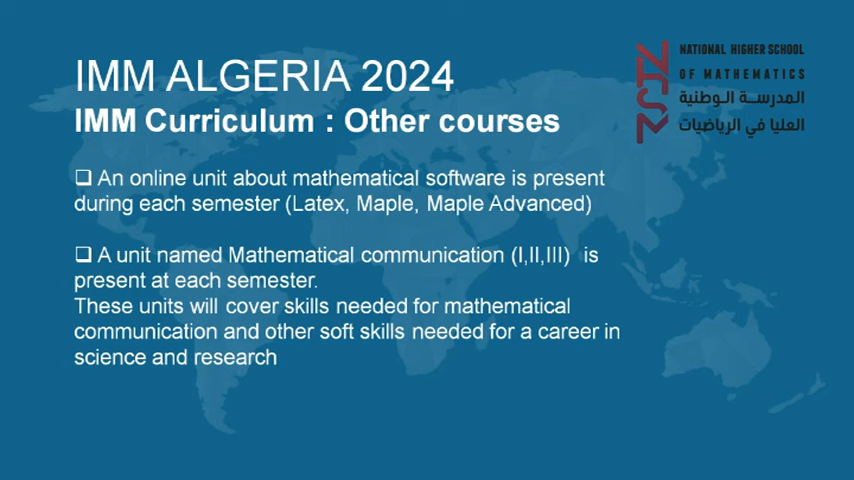 IMM ALGERIA 2024
IMM Curriculum : Other courses
❑ An online unit about mathematical software is present
during each semester (Latex, Maple, Maple Advanced)
❑ A unit named Mathematical communication (I,II,III) is
present at each semester.
These units will cover skills needed for mathematical
communication and other soft skills needed for a career in
science and research
NHSM
NATIONAL HIGHER SCHOOL
OF MATHEMATICS
المدرسة الوطنية
العليا في الرياضيات